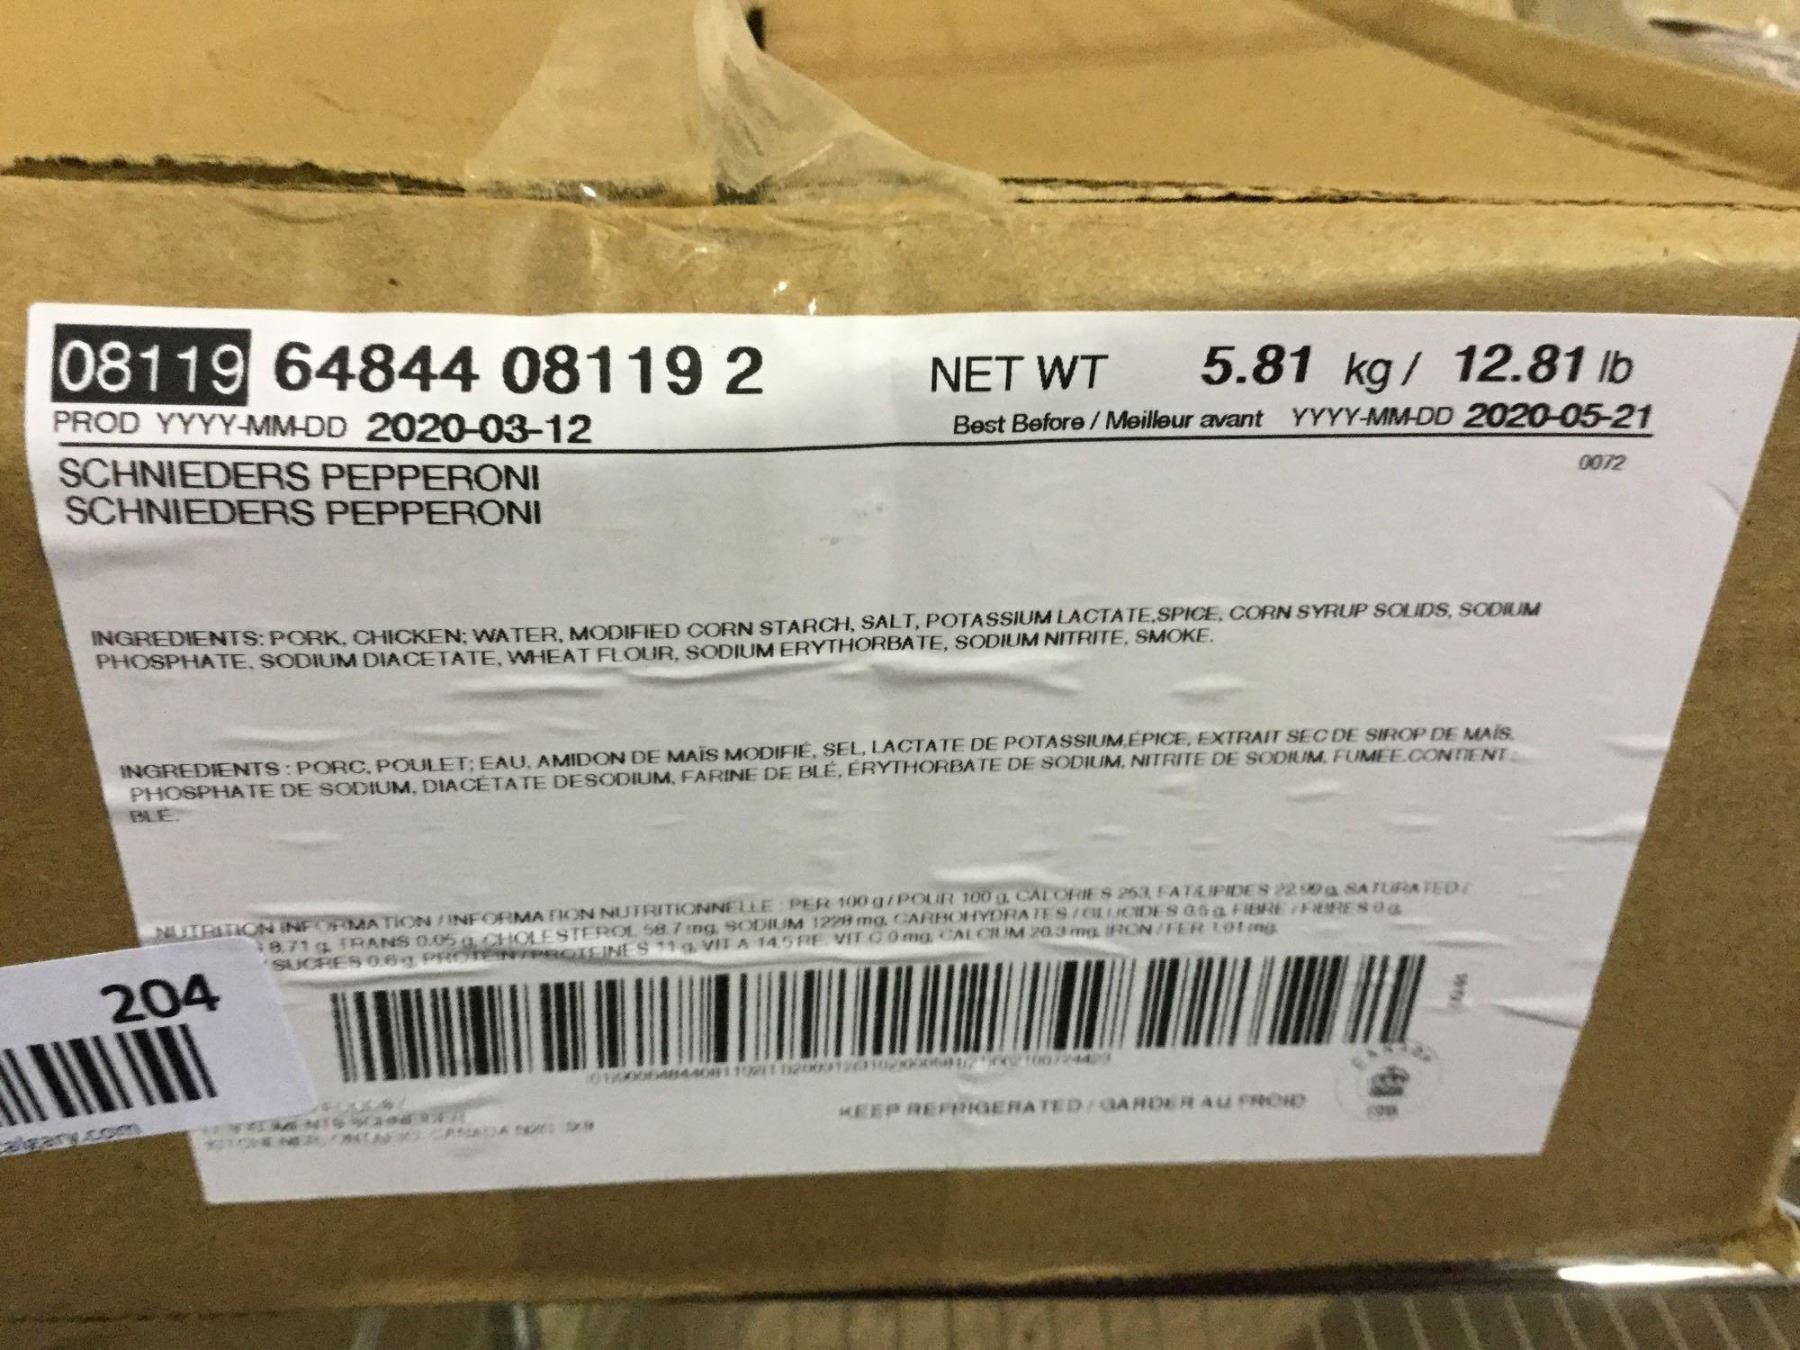 08119 64844 08119 2 NET WT 5.81 kg / 12.81 lb
PROD YYYY-MM-DD 2020-03-12 Best Before / Meilleur avant YYYY-MM-DD 2020-05-21
0072
SCHNIEDERS PEPPERONI
SCHNIEDERS PEPPERONI
INGREDIENTS: PORK, CHICKEN; WATER, MODIFIED CORN STARCH, SALT, POTASSIUM LACTATE,SPICE, CORN SYRUP SOLIDS, SODIUM
PHOSPHATE, SODIUM DIACETATE, WHEAT FLOUR, SODIUM ERYTHORBATE, SODIUM NITRITE, SMOKE.
INGREDIENTS : PORC, POULET; EAU, AMIDON DE MAÏS MODIFIÉ, SEL, LACTATE DE POTASSIUM,ÉPICE, EXTRAIT SEC DE SIROP DE MAÏS,
PHOSPHATE DE SODIUM, DIACÉTATE DESODIUM, FARINE DE BLÉ, ÉRYTHORBATE DE SODIUM, NITRITE DE SODIUM, FUMÉE.CONTIENT :
BLÉ.
NUTRITION INFORMATION / INFORMATION NUTRITIONNELLE : PER 100 g / POUR 100 g, CALORIES 263, FAT/LIPIDES 22.99 g, SATURATED /
8.71 g, TRANS 0.05 g, CHOLESTEROL 58.7 mg, SODIUM 1228 mg, CARBOHYDRATES / GLUCIDES 0.5 g, FIBRE / FIBRES 0 g,
SUCRES 0.6 g, PROTEIN / PROTEINES 11 g, VIT A 14.5 RE, VIT C 0 mg, CALCIUM 20.3 mg, IRON / FER 1.01 mg.
204
KEEP REFRIGERATED / GARDER AU FROID
CANADA
KITCHENER, ONTARIO, CANADA